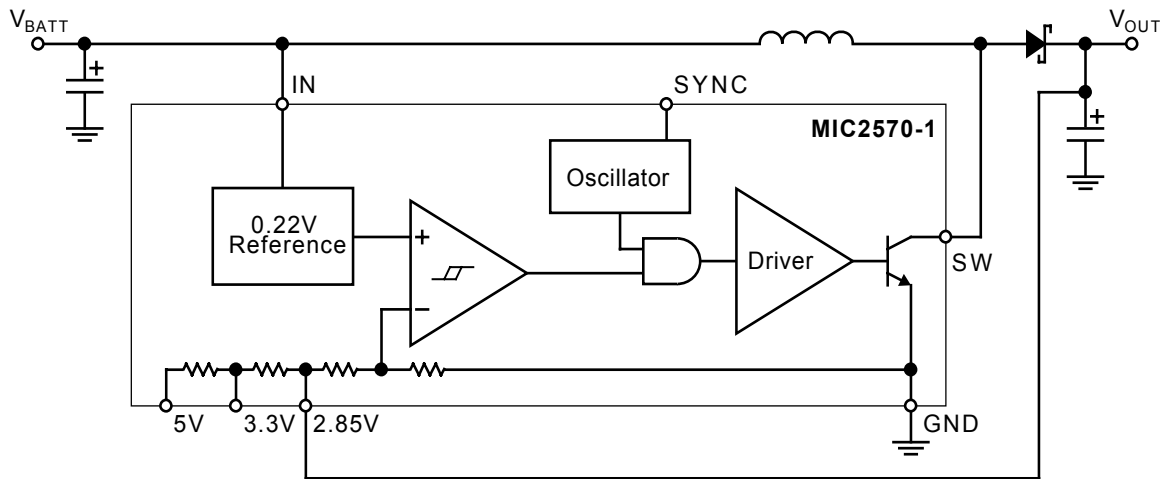 VBATT
VOUT
IN
SYNC
MIC2570-1
Oscillator
0.22V
Reference
+
−
Driver
SW
5V
3.3V
2.85V
GND
+
+